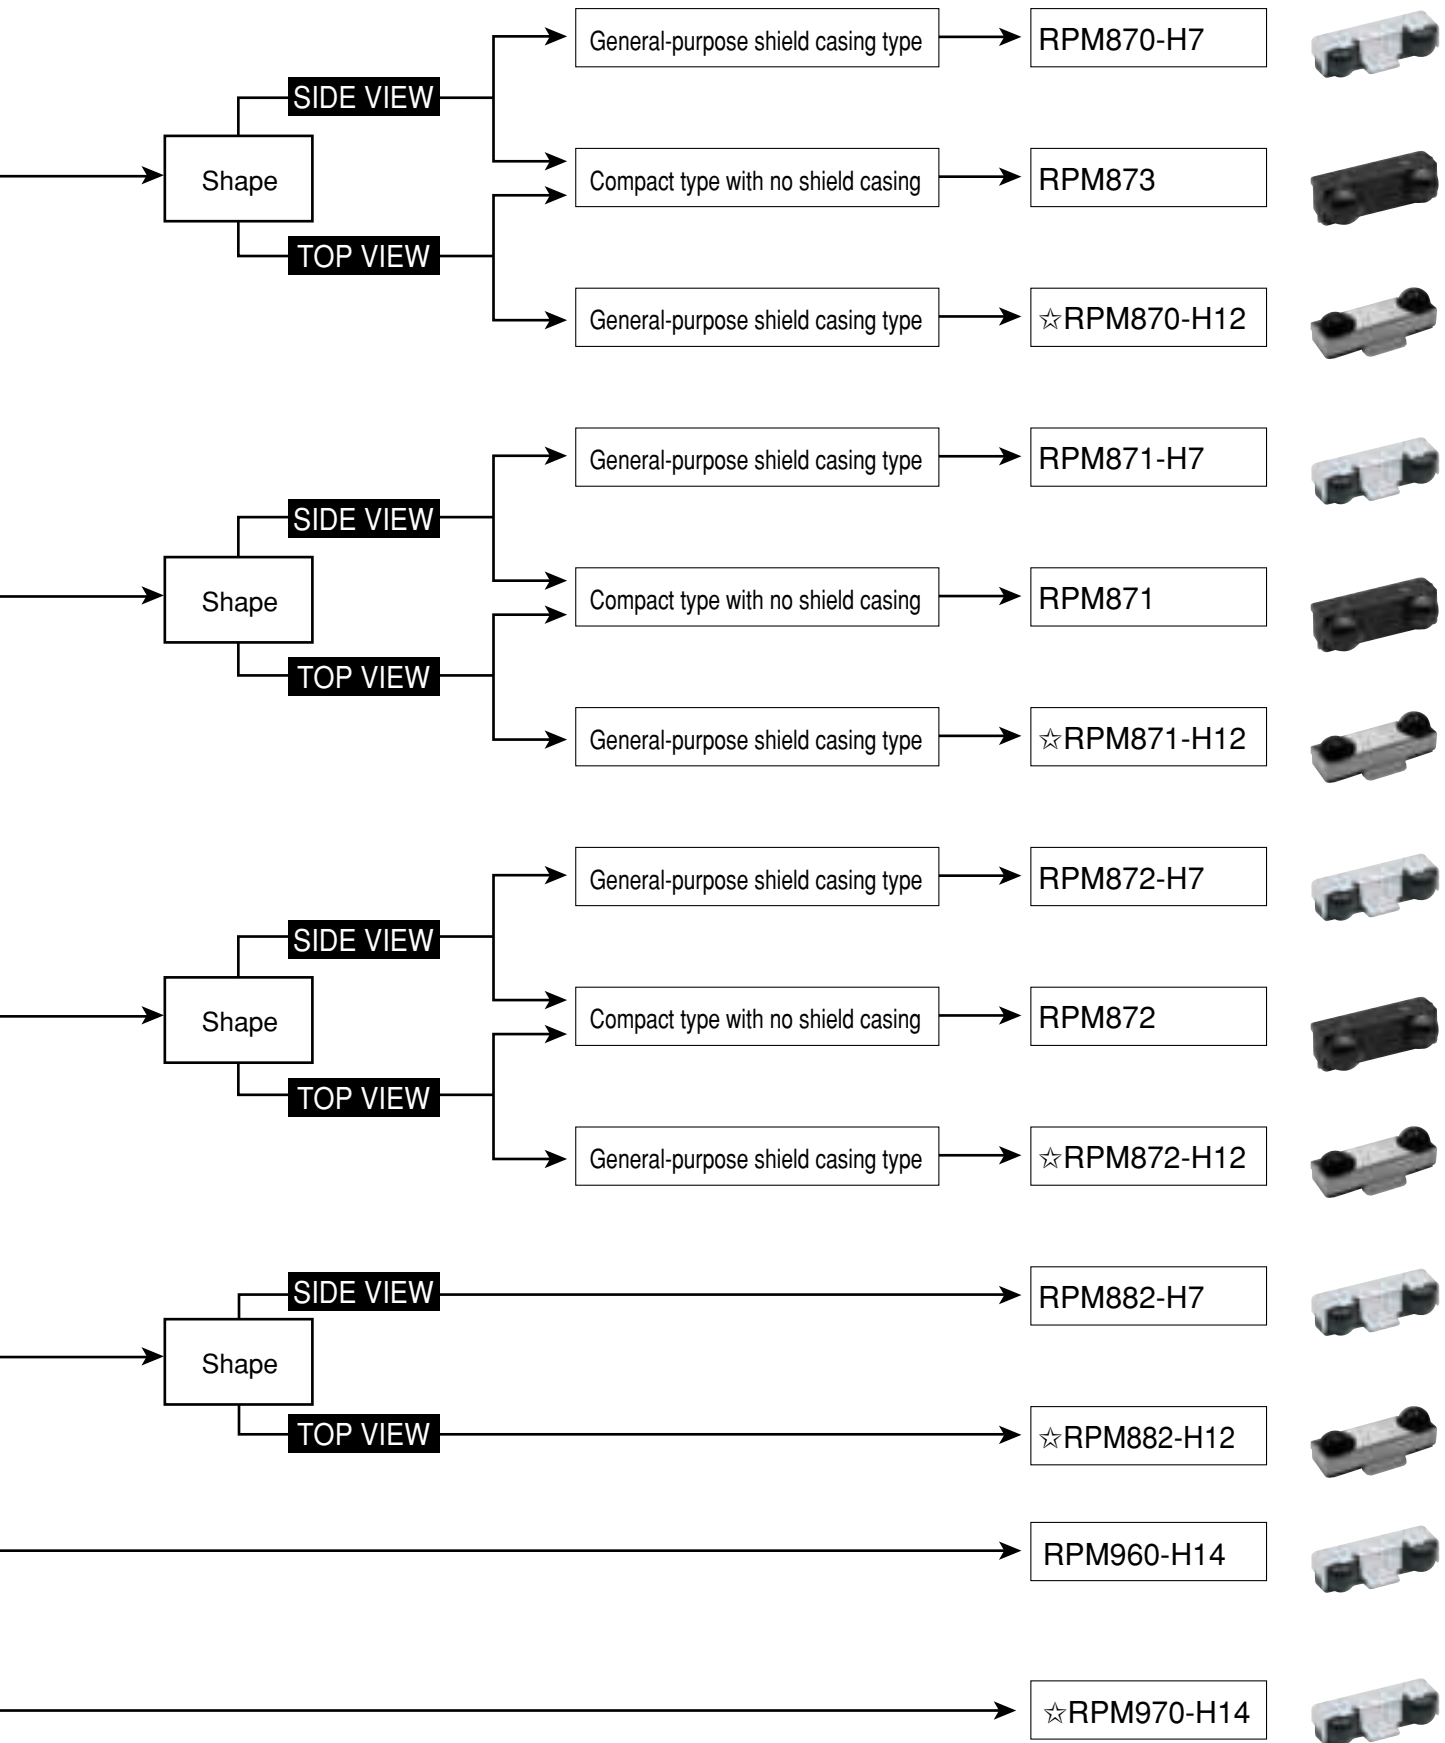 General-purpose shield casing type
RPM870-H7
SIDE VIEW
Shape
Compact type with no shield casing
RPM873
TOP VIEW
General-purpose shield casing type
☆RPM870-H12
General-purpose shield casing type
RPM871-H7
SIDE VIEW
Shape
Compact type with no shield casing
RPM871
TOP VIEW
General-purpose shield casing type
☆RPM871-H12
General-purpose shield casing type
RPM872-H7
SIDE VIEW
Shape
Compact type with no shield casing
RPM872
TOP VIEW
General-purpose shield casing type
☆RPM872-H12
SIDE VIEW
RPM882-H7
Shape
TOP VIEW
☆RPM882-H12
RPM960-H14
☆RPM970-H14